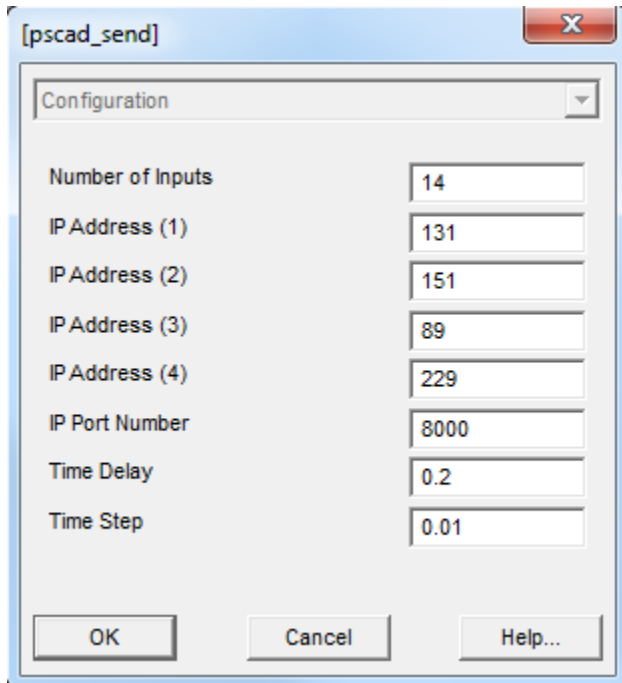 [pscad_send]
Configuration
Number of Inputs 14
IP Address (1) 131
IP Address (2) 151
IP Address (3) 89
IP Address (4) 229
IP Port Number 8000
Time Delay 0.2
Time Step 0.01
OK Cancel Help...